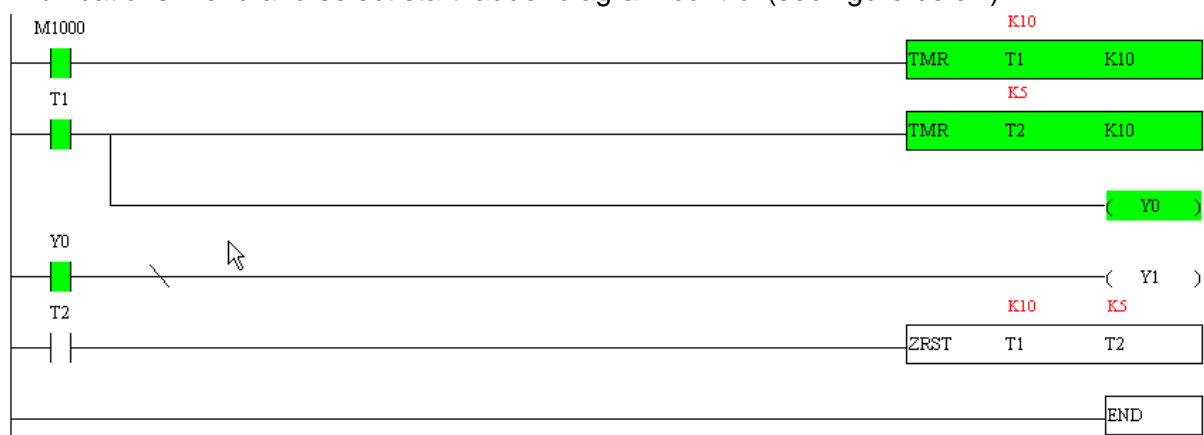 K10
M1000
TMR T1 K10
K5
T1
TMR T2 K10
( Y0 )
Y0
( Y1 )
T2
K10 K5
ZRST T1 T2
END